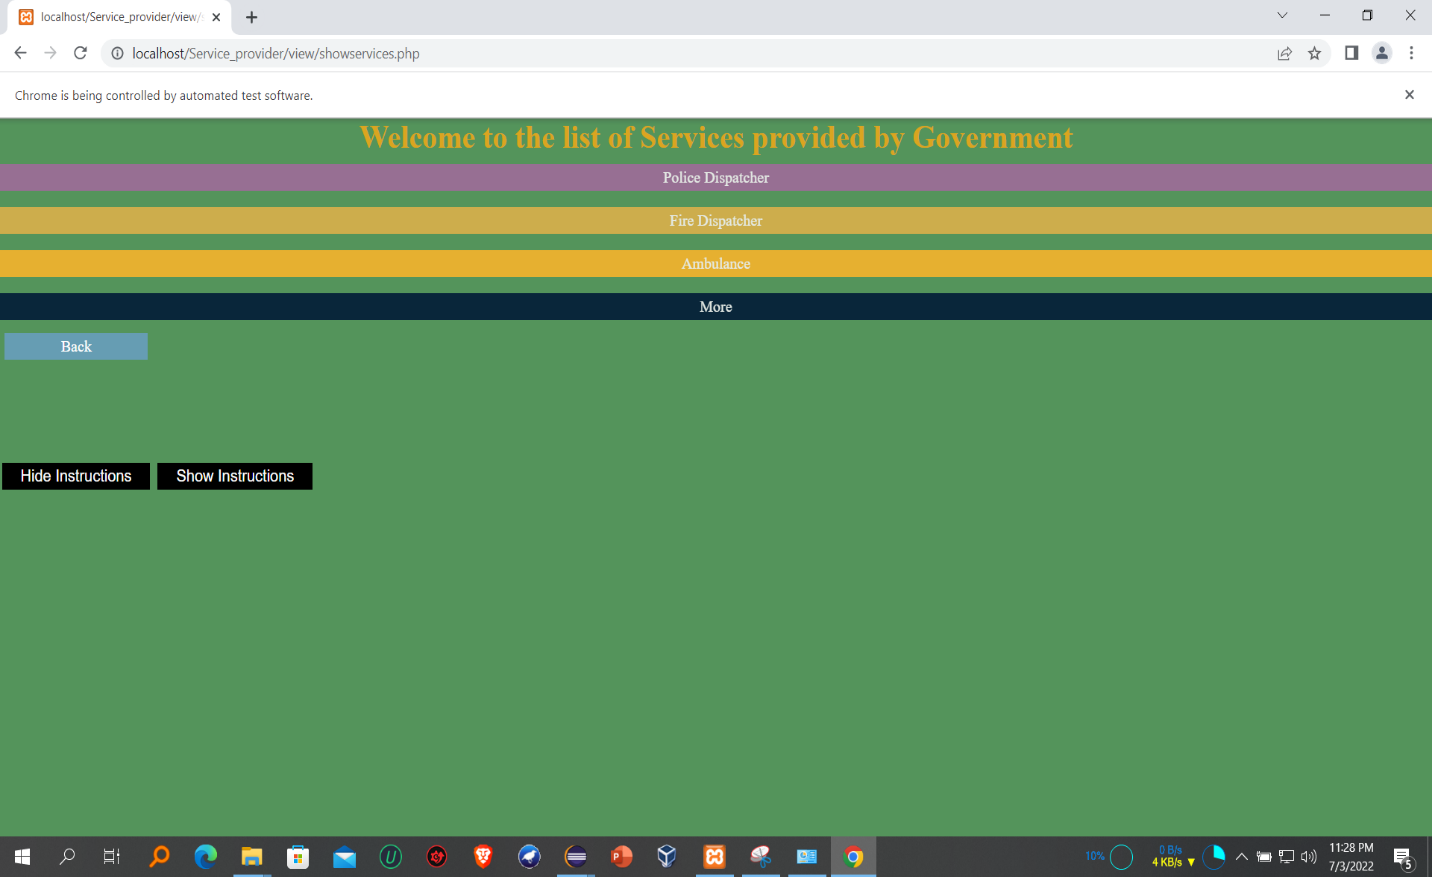 localhost/Service_provider/view/
localhost/Service_provider/view/showservices.php
Chrome is being controlled by automated test software.
Welcome to the list of Services provided by Government
Police Dispatcher
Fire Dispatcher
Ambulance
More
Back
Hide Instructions Show Instructions
10%
0 B/s
4 KB/s
11:28 PM
7/3/2022
5